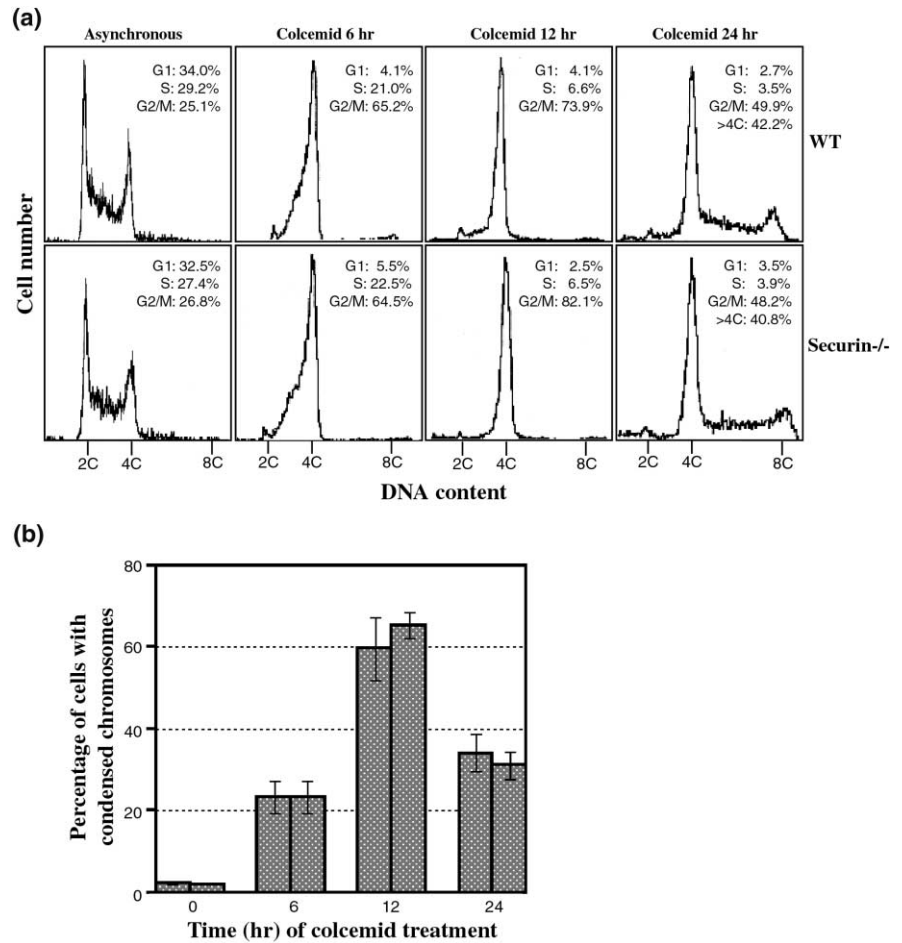 (a)
Asynchronous
Colcemid 6 hr
Colcemid 12 hr
Colcemid 24 hr
G1: 34.0%
S: 29.2%
G2/M: 25.1%
G1: 4.1%
S: 21.0%
G2/M: 65.2%
G1: 4.1%
S: 6.6%
G2/M: 73.9%
G1: 2.7%
S: 3.5%
G2/M: 49.9%
>4C: 42.2%
WT
Cell number
G1: 32.5%
S: 27.4%
G2/M: 26.8%
G1: 5.5%
S: 22.5%
G2/M: 64.5%
G1: 2.5%
S: 6.5%
G2/M: 82.1%
G1: 3.5%
S: 3.9%
G2/M: 48.2%
>4C: 40.8%
Securin-/-
2C 4C 8C
2C 4C 8C
2C 4C 8C
2C 4C 8C
DNA content
(b)
Percentage of cells with
condensed chromosomes
80
60
40
20
0
0 6 12 24
Time (hr) of colcemid treatment